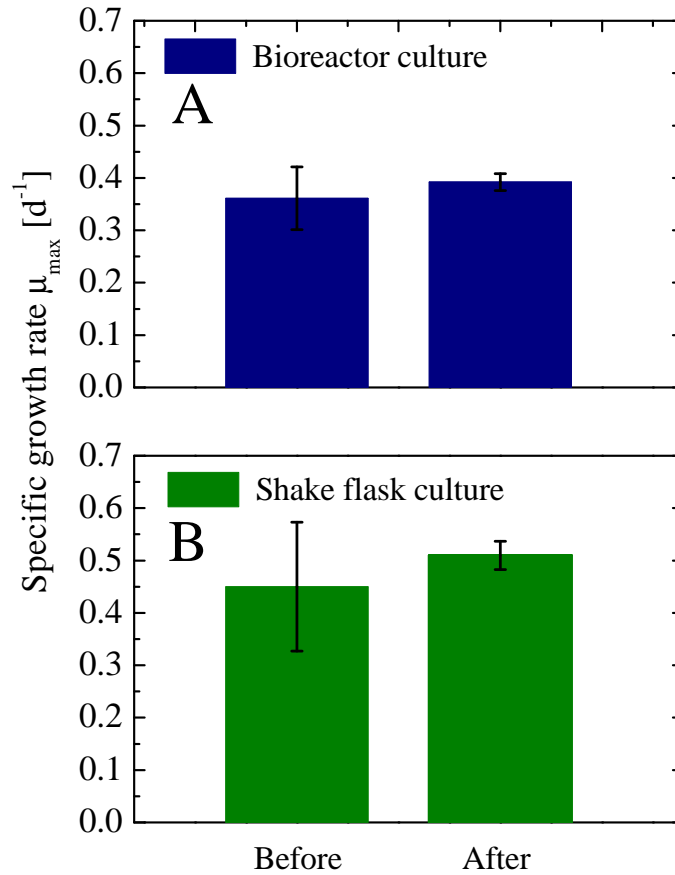 Specific growth rate μmax [d-1]
0.7
0.6
0.5
0.4
0.3
0.2
0.1
0.0
Bioreactor culture
A
0.7
0.6
0.5
0.4
0.3
0.2
0.1
0.0
Shake flask culture
B
Before After